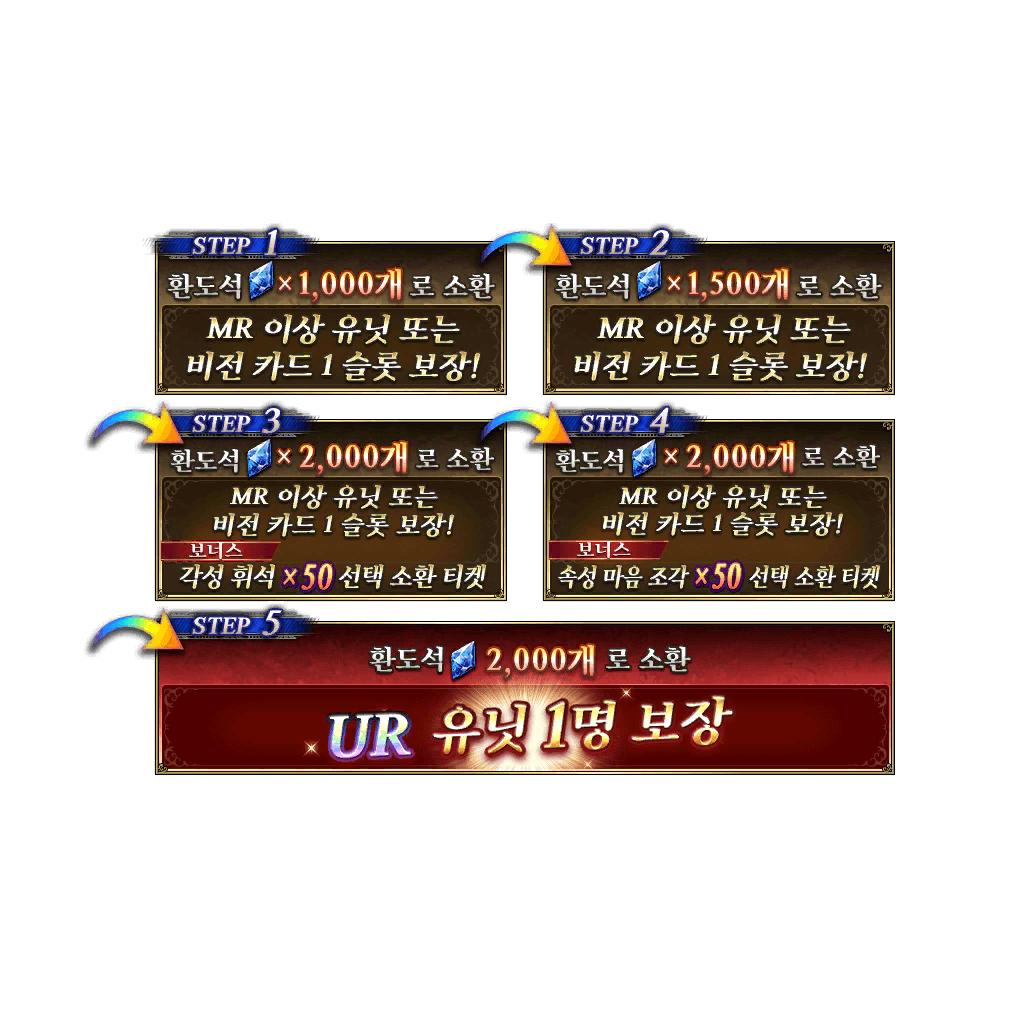 STEP 1
환도석 ×1,000개 로 소환
MR 이상 유닛 또는
비전 카드 1 슬롯 보장!
STEP 2
환도석 ×1,500개 로 소환
MR 이상 유닛 또는
비전 카드 1 슬롯 보장!
STEP 3
환도석 ×2,000개 로 소환
MR 이상 유닛 또는
비전 카드 1 슬롯 보장!
보너스
각성 휘석 ×50 선택 소환 티켓
STEP 4
환도석 ×2,000개 로 소환
MR 이상 유닛 또는
비전 카드 1 슬롯 보장!
보너스
속성 마음 조각 ×50 선택 소환 티켓
STEP 5
환도석 2,000개 로 소환
UR 유닛 1명 보장